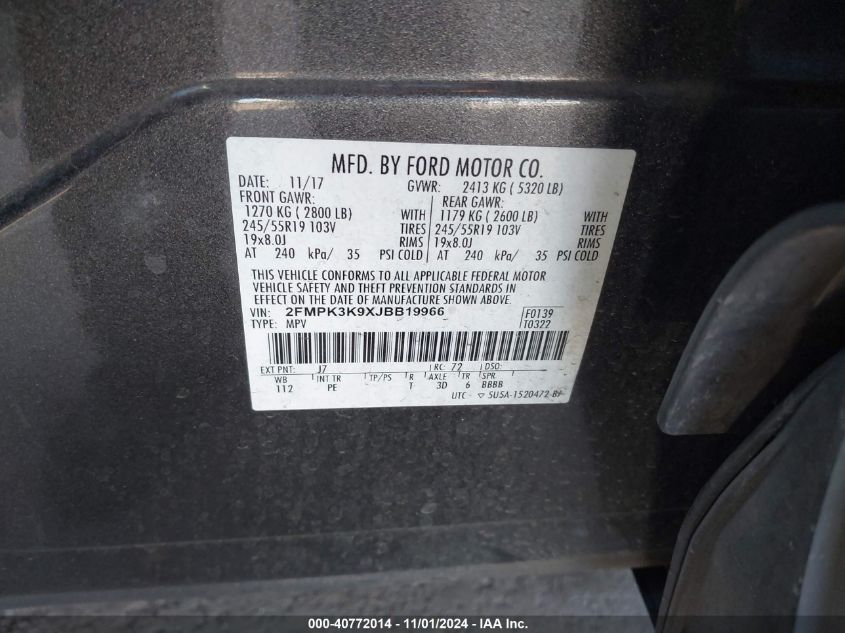 MFD. BY FORD MOTOR CO.
DATE: 11/17 GVWR: 2413 KG ( 5320 LB)
FRONT GAWR: REAR GAWR:
1270 KG ( 2800 LB) WITH 1179 KG ( 2600 LB) WITH
245/55R19 103V TIRES 245/55R19 103V TIRES
19x8.0J RIMS 19x8.0J RIMS
AT 240 kPa/ 35 PSI COLD AT 240 kPa/ 35 PSI COLD
THIS VEHICLE CONFORMS TO ALL APPLICABLE FEDERAL MOTOR
VEHICLE SAFETY AND THEFT PREVENTION STANDARDS IN
EFFECT ON THE DATE OF MANUFACTURE SHOWN ABOVE.
VIN: 2FMPK3K9XJBB19966 F0139
TYPE: MPV T0322
EXT PNT: J7 RC: 72 DSO:
WB INT TR TP/PS R AXLE TR SPR
112 PE T 3D 6 BBBB
UTC ▽ 5USA-1520472-B
000-40772014 - 11/01/2024 - IAA Inc.